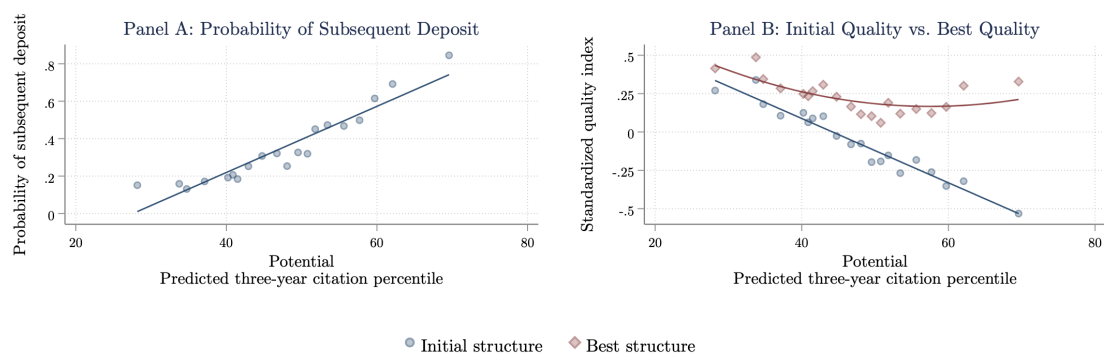 Panel A: Probability of Subsequent Deposit
Probability of subsequent deposit
.8
.6
.4
.2
0
20 40 60 80
Potential
Predicted three-year citation percentile
Panel B: Initial Quality vs. Best Quality
Standardized quality index
.5
.25
0
-.25
-.5
20 40 60 80
Potential
Predicted three-year citation percentile
Initial structure Best structure